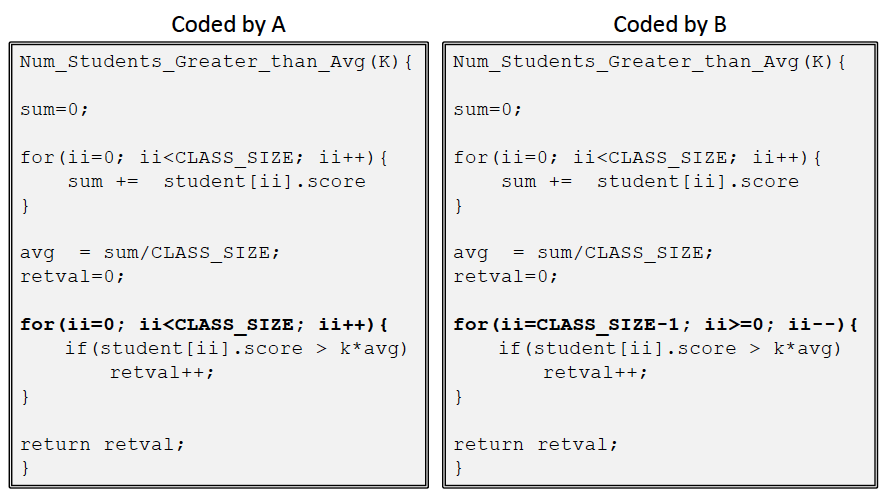 Coded by A
Num_Students_Greater_than_Avg(K){
sum=0;
for(ii=0; ii<CLASS_SIZE; ii++){
sum += student[ii].score
}
avg = sum/CLASS_SIZE;
retval=0;
for(ii=0; ii<CLASS_SIZE; ii++){
if(student[ii].score > k*avg)
retval++;
}
return retval;
}
Coded by B
Num_Students_Greater_than_Avg(K){
sum=0;
for(ii=0; ii<CLASS_SIZE; ii++){
sum += student[ii].score
}
avg = sum/CLASS_SIZE;
retval=0;
for(ii=CLASS_SIZE-1; ii>=0; ii--){
if(student[ii].score > k*avg)
retval++;
}
return retval;
}